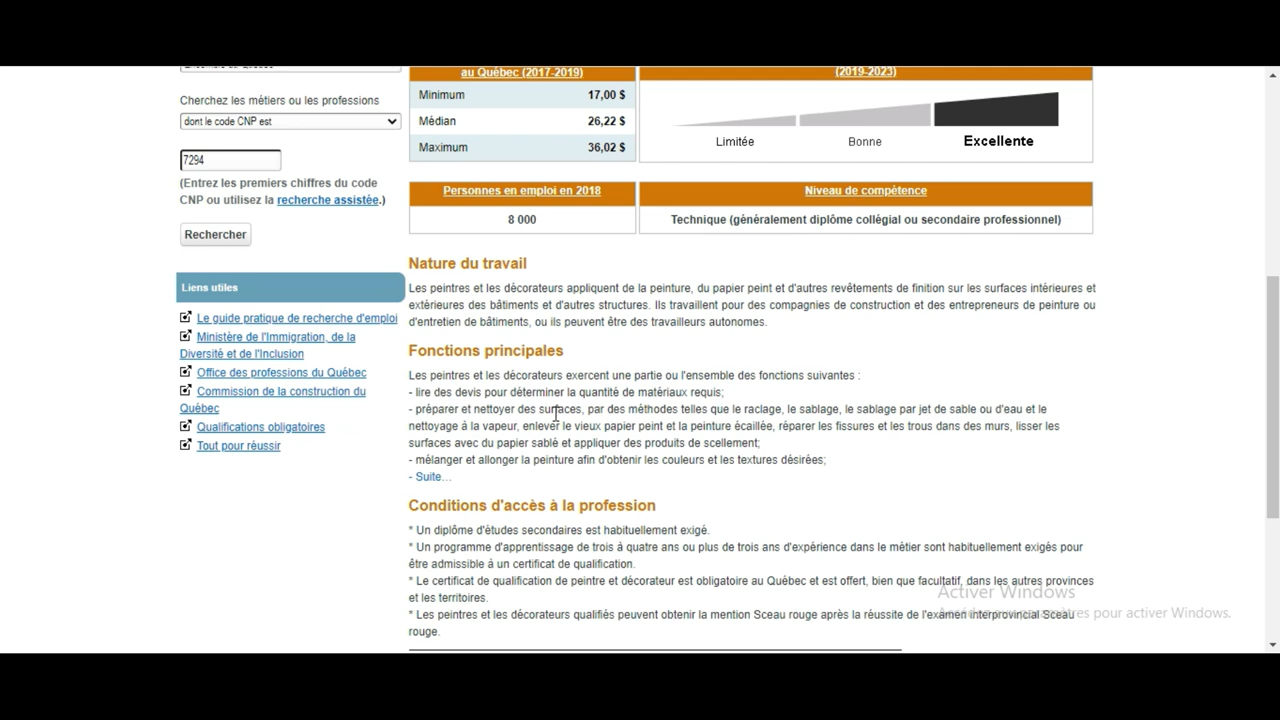 Cherchez les métiers ou les professions
dont le code CNP est
7294
(Entrez les premiers chiffres du code
CNP ou utilisez la recherche assistée.)
Rechercher
Liens utiles
Le guide pratique de recherche d'emploi
Ministère de l'Immigration, de la
Diversité et de l'Inclusion
Office des professions du Québec
Commission de la construction du
Québec
Qualifications obligatoires
Tout pour réussir
au Québec (2017-2019)
Minimum 17,00 $
Médian 26,22 $
Maximum 36,02 $
(2019-2023)
Limitée Bonne Excellente
Personnes en emploi en 2018
8 000
Niveau de compétence
Technique (généralement diplôme collégial ou secondaire professionnel)
Nature du travail
Les peintres et les décorateurs appliquent de la peinture, du papier peint et d'autres revêtements de finition sur les surfaces intérieures et
extérieures des bâtiments et d'autres structures. Ils travaillent pour des compagnies de construction et des entrepreneurs de peinture ou
d'entretien de bâtiments, ou ils peuvent être des travailleurs autonomes.
Fonctions principales
Les peintres et les décorateurs exercent une partie ou l'ensemble des fonctions suivantes :
- lire des devis pour déterminer la quantité de matériaux requis;
- préparer et nettoyer des surfaces, par des méthodes telles que le raclage, le sablage, le sablage par jet de sable ou d'eau et le
nettoyage à la vapeur, enlever le vieux papier peint et la peinture écaillée, réparer les fissures et les trous dans des murs, lisser les
surfaces avec du papier sablé et appliquer des produits de scellement;
- mélanger et allonger la peinture afin d'obtenir les couleurs et les textures désirées;
- Suite...
Conditions d'accès à la profession
* Un diplôme d'études secondaires est habituellement exigé.
* Un programme d'apprentissage de trois à quatre ans ou plus de trois ans d'expérience dans le métier sont habituellement exigés pour
être admissible à un certificat de qualification.
* Le certificat de qualification de peintre et décorateur est obligatoire au Québec et est offert, bien que facultatif, dans les autres provinces
et les territoires.
* Les peintres et les décorateurs qualifiés peuvent obtenir la mention Sceau rouge après la réussite de l'examen interprovincial Sceau
rouge.
Activer Windows
pour activer Windows.